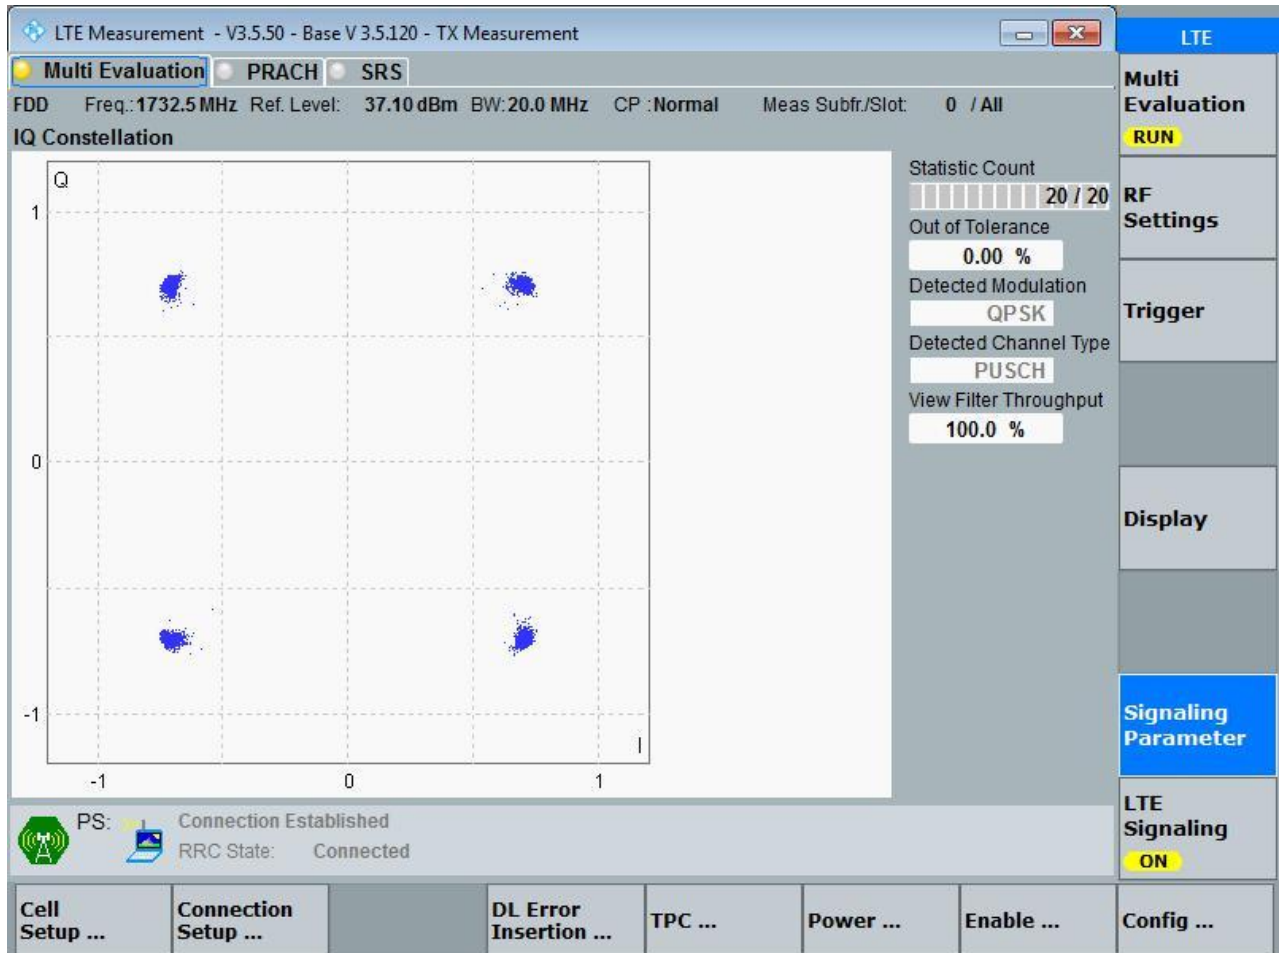 LTE Measurement - V3.5.50 - Base V 3.5.120 - TX Measurement
LTE
Multi Evaluation PRACH SRS
FDD Freq.: 1732.5 MHz Ref. Level: 37.10 dBm BW: 20.0 MHz CP : Normal Meas Subfr./Slot: 0 / All
IQ Constellation
Q
1
0
-1
I
-1 0 1
Statistic Count
20 / 20
Out of Tolerance
0.00 %
Detected Modulation
QPSK
Detected Channel Type
PUSCH
View Filter Throughput
100.0 %
Multi
Evaluation
RUN
RF
Settings
Trigger
Display
Signaling
Parameter
LTE
Signaling
ON
PS: Connection Established
RRC State: Connected
Cell
Setup ...
Connection
Setup ...
DL Error
Insertion ...
TPC ...
Power ...
Enable ...
Config ...